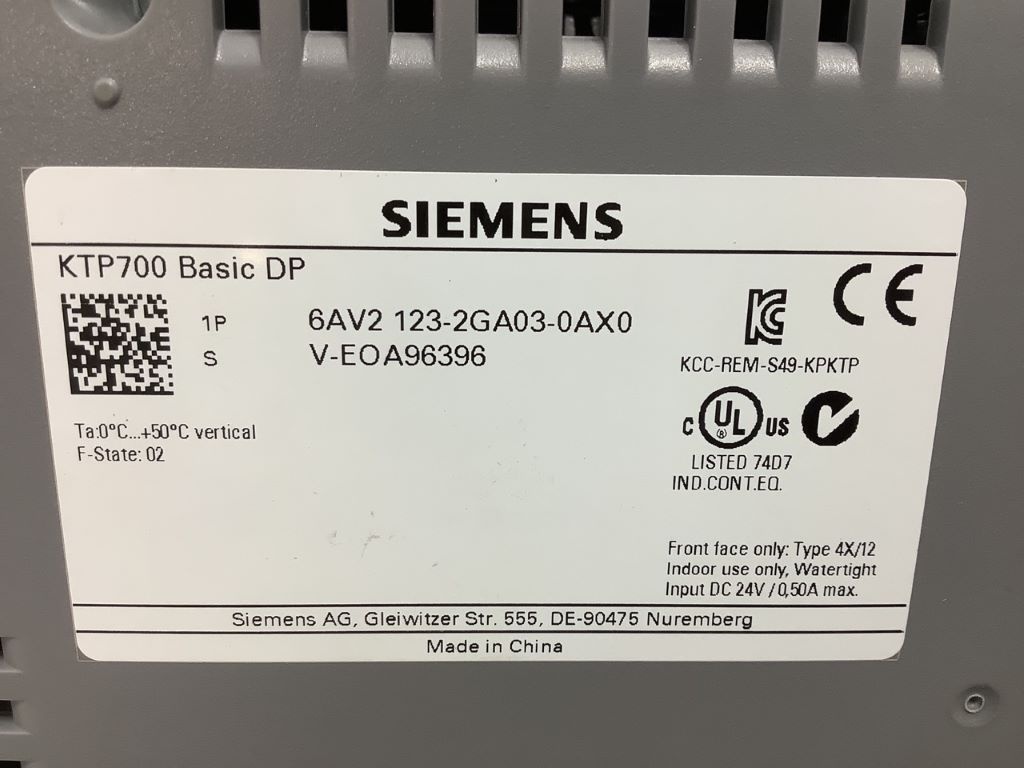 SIEMENS
KTP700 Basic DP
1P 6AV2 123-2GA03-0AX0
S V-EOA96396
KCC-REM-S49-KPKTP
Ta:0°C...+50°C vertical
F-State: 02
C UL® US
LISTED 74D7
IND.CONT.EQ.
CE
Front face only: Type 4X/12
Indoor use only, Watertight
Input DC 24V / 0,50A max.
Siemens AG, Gleiwitzer Str. 555, DE-90475 Nuremberg
Made in China